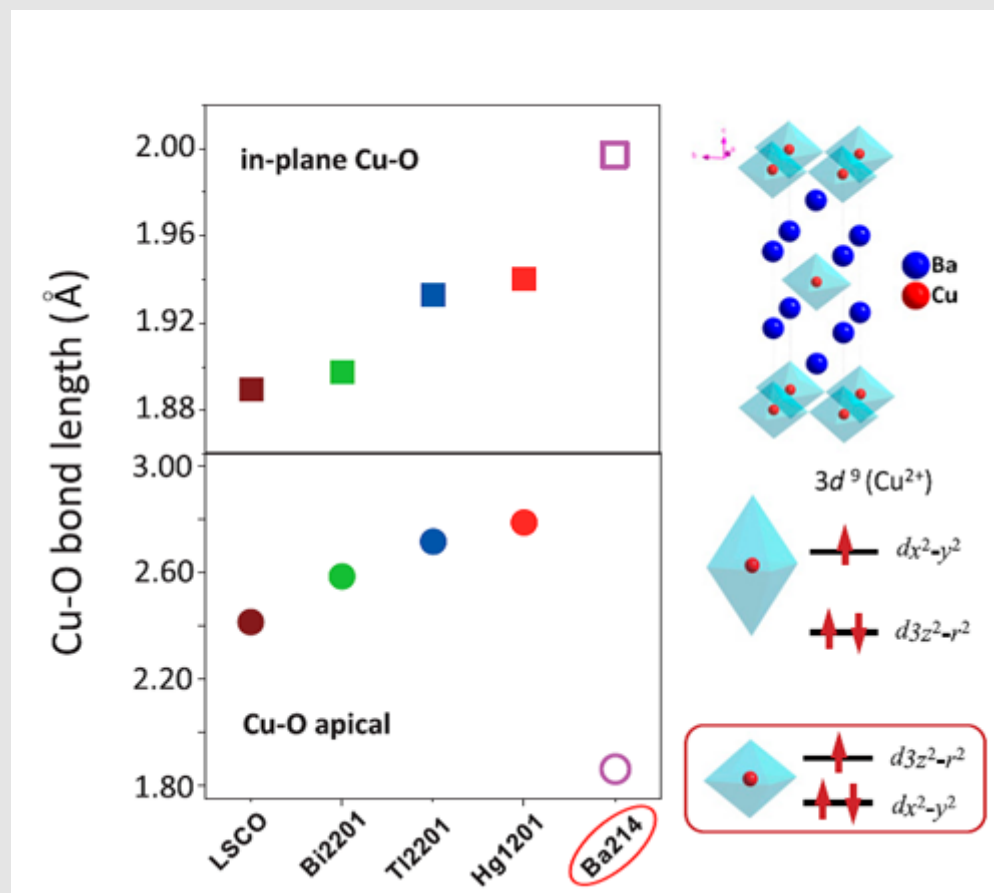 Cu-O bond length (Å)
2.00
1.96
1.92
1.88
in-plane Cu-O
3.00
2.60
2.20
1.80
Cu-O apical
LSCO
Bi2201
Tl2201
Hg1201
Ba214
Ba
Cu
3d⁹ (Cu²⁺)
dx²-y²
d3z²-r²
d3z²-r²
dx²-y²